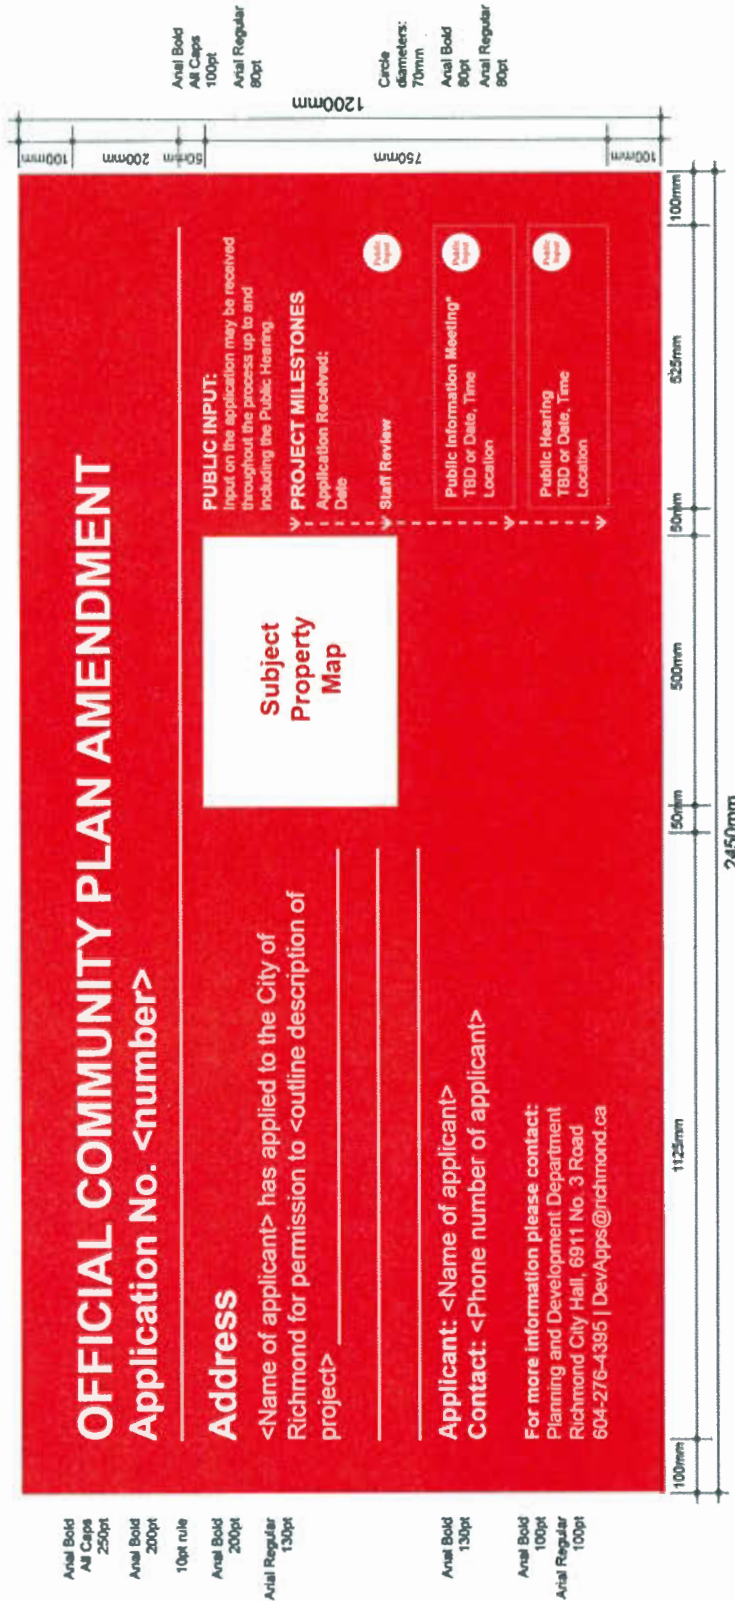 Arial Bold
All Caps
250pt
Arial Bold
200pt
10pt rule
Arial Bold
200pt
Arial Regular
130pt
Arial Bold
130pt
Arial Bold
100pt
Arial Regular
100pt
OFFICIAL COMMUNITY PLAN AMENDMENT
Application No. <number>
Address
<Name of applicant> has applied to the City of
Richmond for permission to <outline description of
project>
Applicant: <Name of applicant>
Contact: <Phone number of applicant>
For more information please contact:
Planning and Development Department
Richmond City Hall, 6911 No. 3 Road
604-276-4395 | DevApps@richmond.ca
Subject
Property
Map
PUBLIC INPUT:
Input on the application may be received
throughout the process up to and
including the Public Hearing.
PROJECT MILESTONES
Application Received:
Date
Staff Review
Public
Input
Public Information Meeting*
TBD or Date, Time
Location
Public
Input
Public Hearing
TBD or Date, Time
Location
Public
Input
100mm
200mm
50mm
750mm
100mm
1200mm
Arial Bold
All Caps
100pt
Arial Regular
80pt
Circle
diameters:
70mm
Arial Bold
80pt
Arial Regular
80pt
100mm
1125mm
50mm
500mm
50mm
525mm
100mm
2450mm